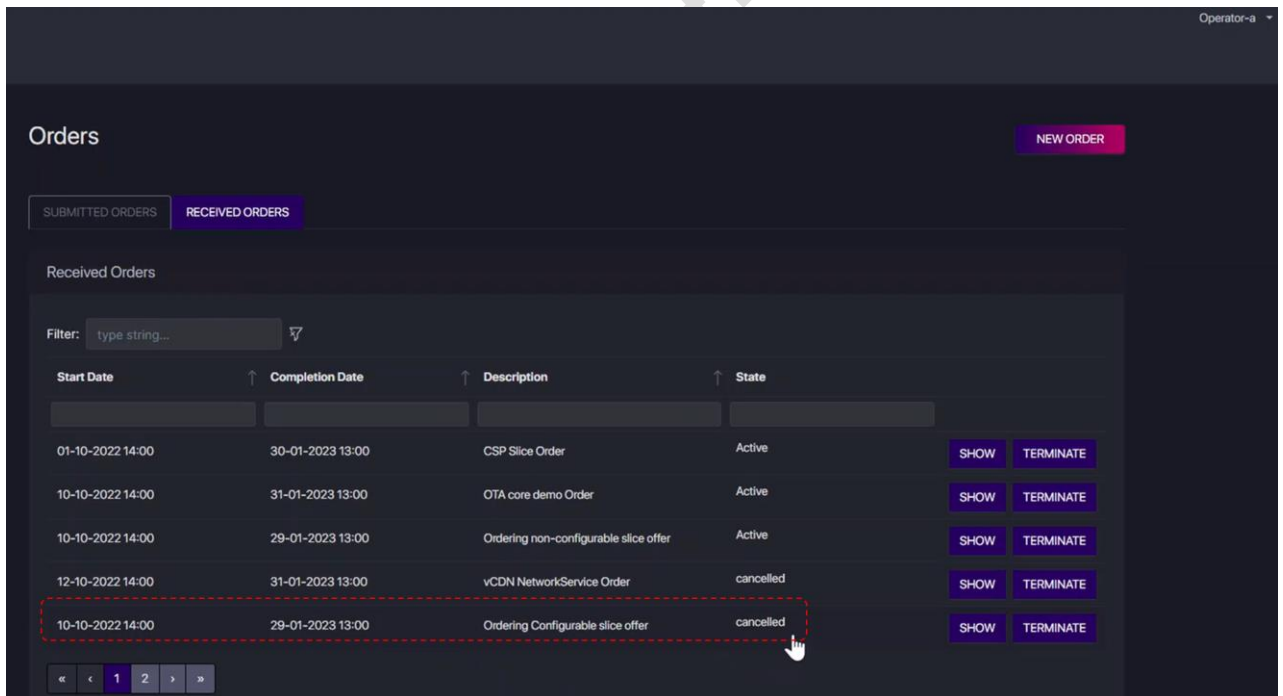 Operator-a
Orders
NEW ORDER
SUBMITTED ORDERS RECEIVED ORDERS
Received Orders
Filter: type string...
Start Date Completion Date Description State
01-10-2022 14:00 30-01-2023 13:00 CSP Slice Order Active SHOW TERMINATE
10-10-2022 14:00 31-01-2023 13:00 OTA core demo Order Active SHOW TERMINATE
10-10-2022 14:00 29-01-2023 13:00 Ordering non-configurable slice offer Active SHOW TERMINATE
12-10-2022 14:00 31-01-2023 13:00 vCDN NetworkService Order cancelled SHOW TERMINATE
10-10-2022 14:00 29-01-2023 13:00 Ordering Configurable slice offer cancelled SHOW TERMINATE
« ‹ 1 2 › »